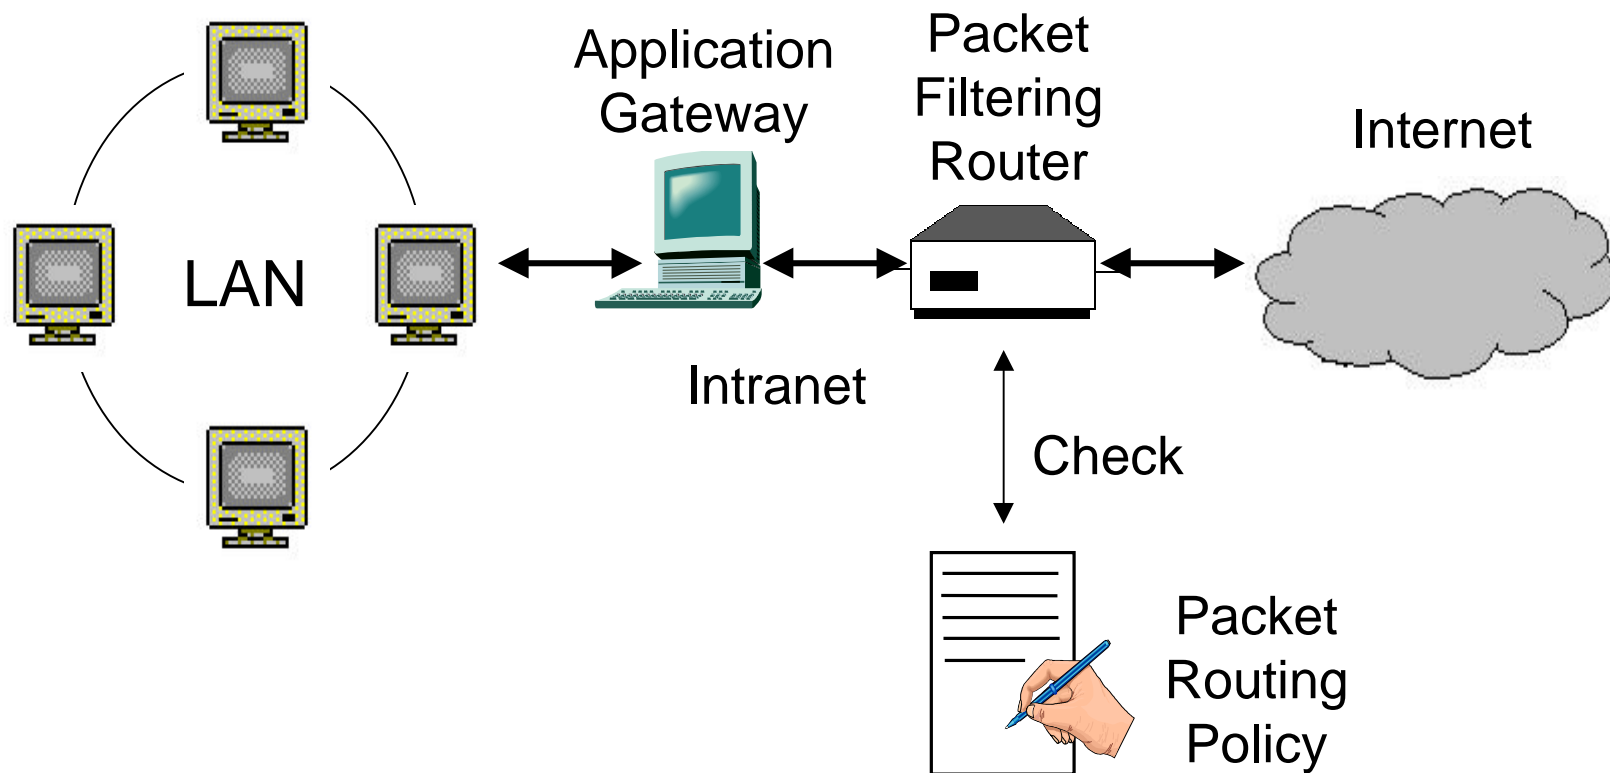 LAN
Application
Gateway
Packet
Filtering
Router
Internet
Intranet
Check
Packet
Routing
Policy